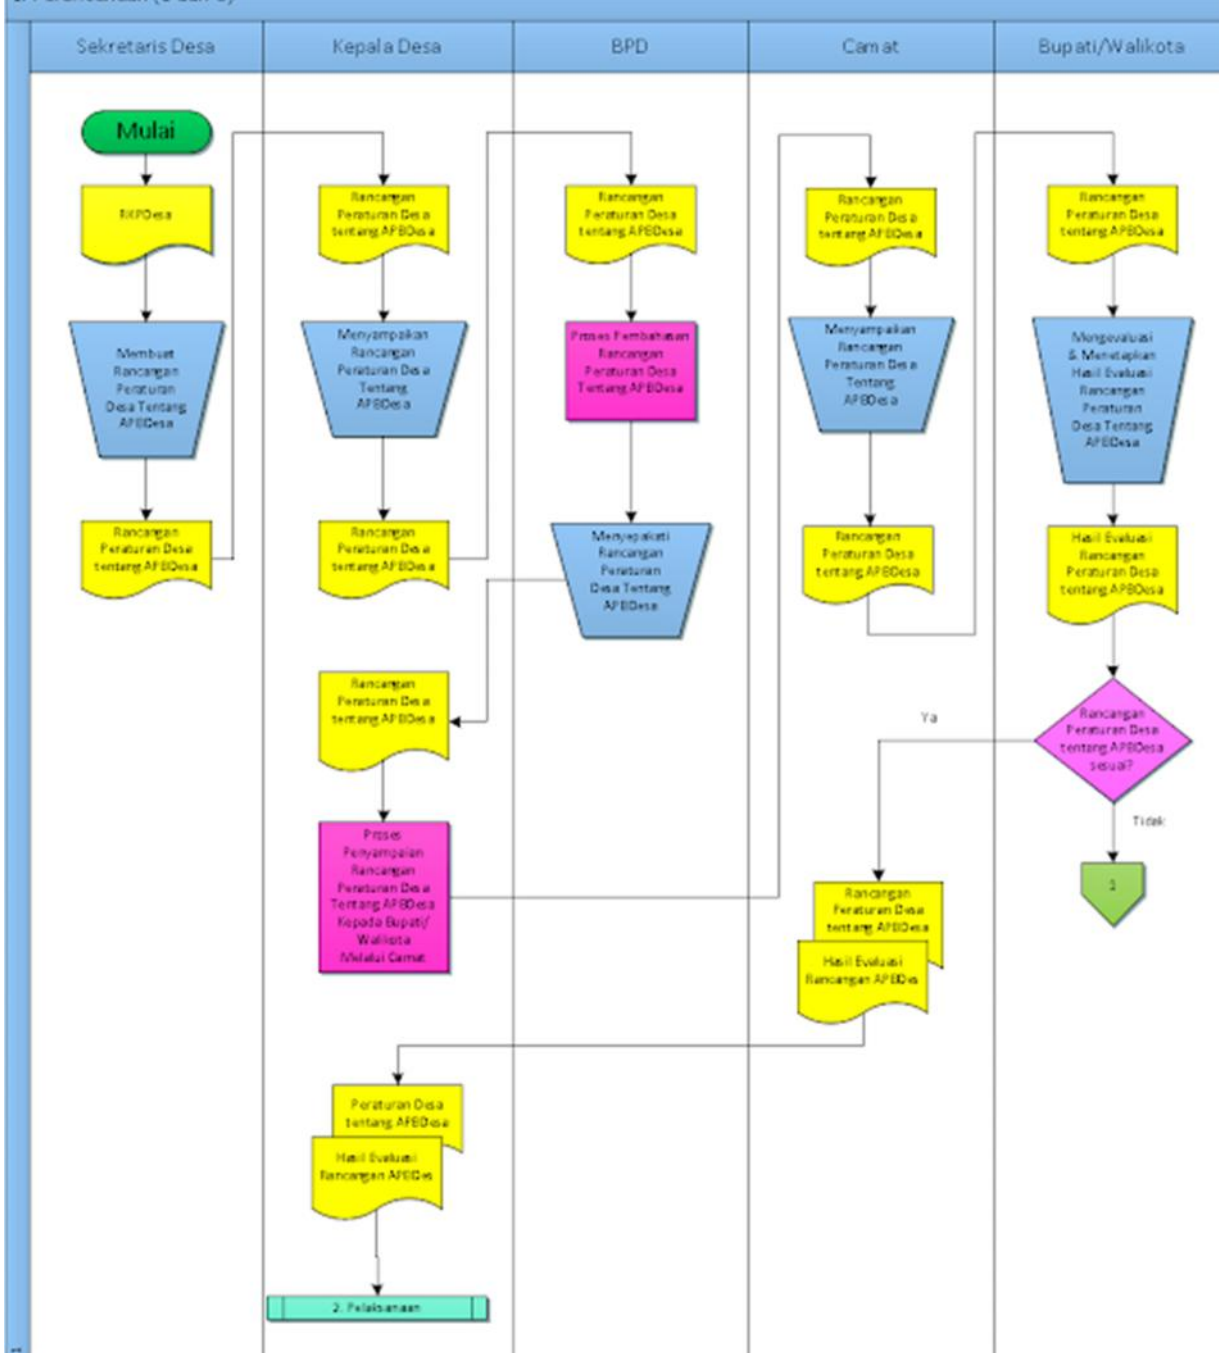 Sekretaris Desa
Kepala Desa
BPD
Camat
Bupati/Walikota
Mulai
RKPDesa
Membuat
Rancangan
Peraturan
Desa Tentang
APBDesa
Rancangan
Peraturan Desa
tentang APBDesa
Rancangan
Peraturan Desa
tentang APBDesa
Menyampaikan
Rancangan
Peraturan Desa
Tentang
APBDesa
Rancangan
Peraturan Desa
tentang APBDesa
Rancangan
Peraturan Desa
tentang APBDesa
Proses Pembahasan
Rancangan
Peraturan Desa
Tentang APBDesa
Menyepakati
Rancangan
Peraturan
Desa Tentang
APBDesa
Rancangan
Peraturan Desa
tentang APBDesa
Proses
Penyampaian
Rancangan
Peraturan Desa
Tentang APBDesa
Kepada Bupati/
Walikota
Melalui Camat
Rancangan
Peraturan Desa
tentang APBDesa
Menyampaikan
Rancangan
Peraturan Desa
Tentang
APBDesa
Rancangan
Peraturan Desa
tentang APBDesa
Rancangan
Peraturan Desa
tentang APBDesa
Mengevaluasi
& Menetapkan
Hasil Evaluasi
Rancangan
Peraturan
Desa Tentang
APBDesa
Hasil Evaluasi
Rancangan
Peraturan Desa
tentang APBDesa
Rancangan
Peraturan Desa
tentang APBDesa
sesuai?
Ya
Tidak
Rancangan
Peraturan Desa
tentang APBDesa
Hasil Evaluasi
Rancangan APBDes
Peraturan Desa
tentang APBDesa
Hasil Evaluasi
Rancangan APBDes
2. Pelaksanaan